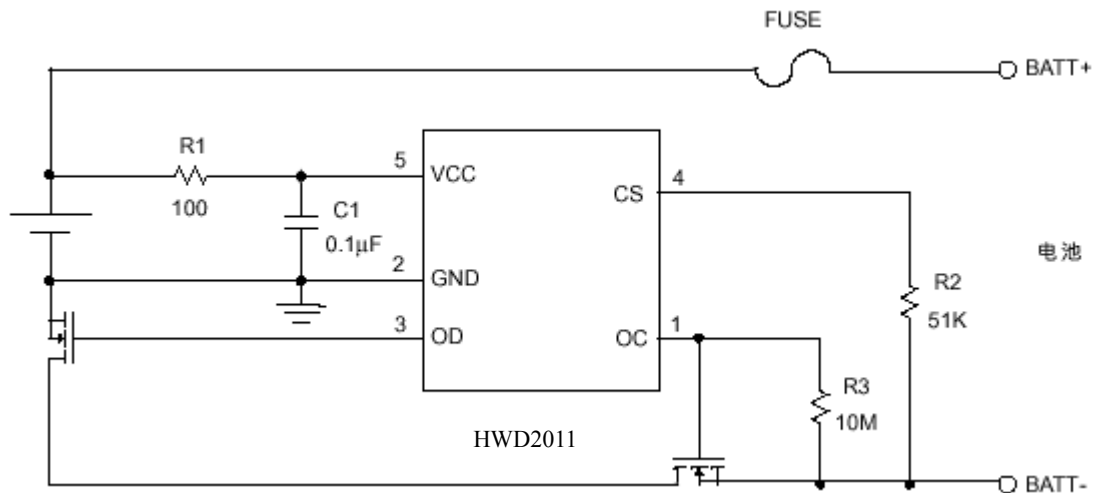 FUSE
BATT+
R1
100
C1
0.1μF
5
VCC
CS
4
电池
2
GND
R2
51K
3
OD
OC
1
R3
10M
HWD2011
BATT-